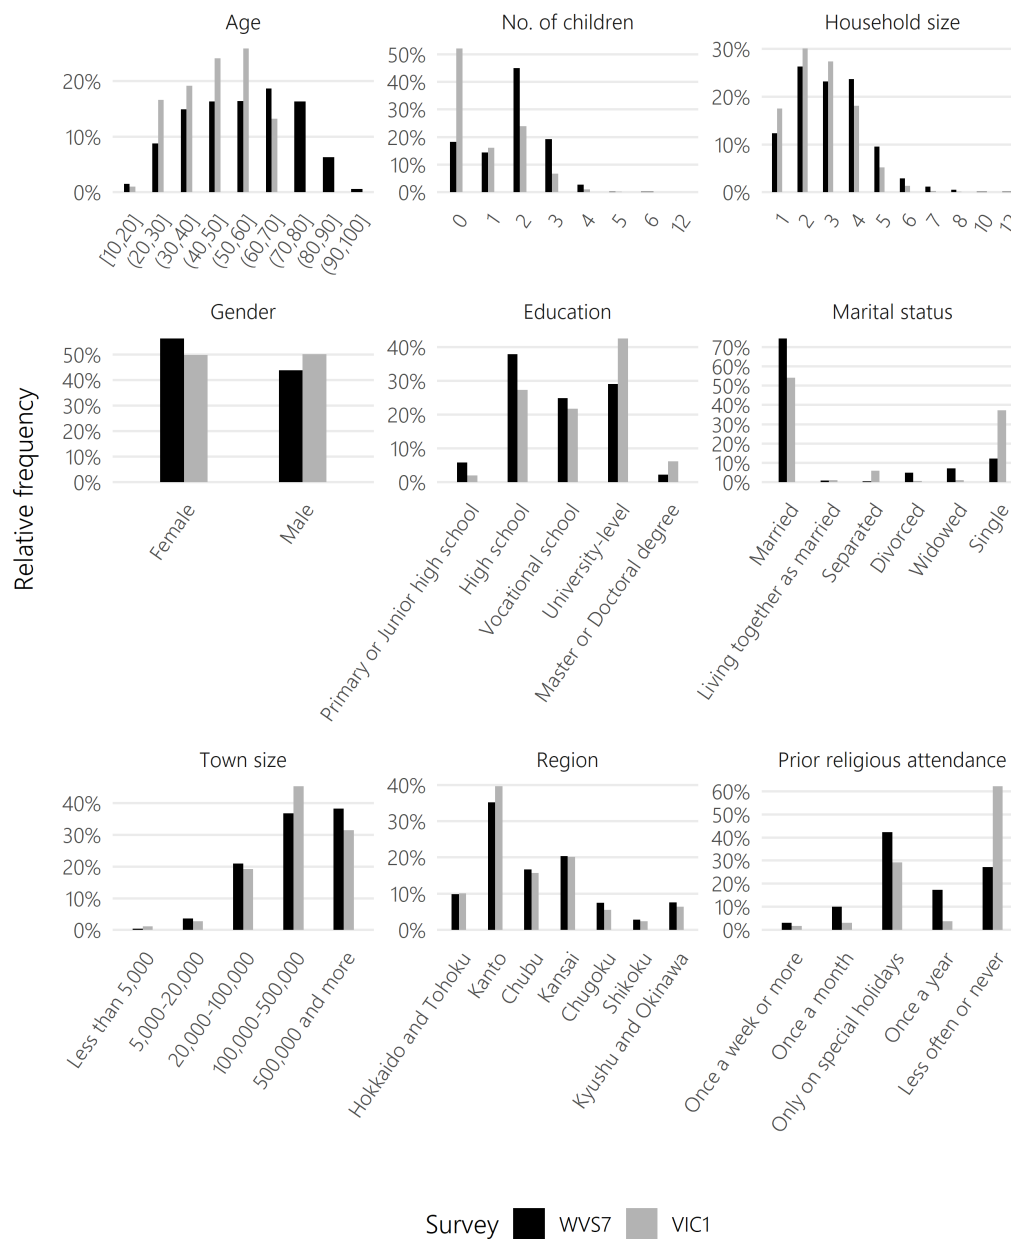 Age
No. of children
Household size
20%
10%
0%
[10,20]
(20,30]
(30,40]
(40,50]
(50,60]
(60,70]
(70,80]
(80,90]
(90,100]
50%
40%
30%
20%
10%
0%
0
1
2
3
4
5
6
12
30%
20%
10%
0%
1
2
3
4
5
6
7
8
10
Relative frequency
Gender
Education
Marital status
50%
40%
30%
20%
10%
0%
Female
Male
40%
30%
20%
10%
0%
Primary or Junior high school
High school
Vocational school
University-level
Master or Doctoral degree
70%
60%
50%
40%
30%
20%
10%
0%
Married
Living together as married
Separated
Divorced
Widowed
Single
Town size
Region
Prior religious attendance
40%
30%
20%
10%
0%
Less than 5,000
5,000-20,000
20,000-100,000
100,000-500,000
500,000 and more
40%
30%
20%
10%
0%
Hokkaido and Tohoku
Kanto
Chubu
Kansai
Chugoku
Shikoku
Kyushu and Okinawa
60%
50%
40%
30%
20%
10%
0%
Once a week or more
Once a month
Only on special holidays
Once a year
Less often or never
Survey WVS7 VIC1